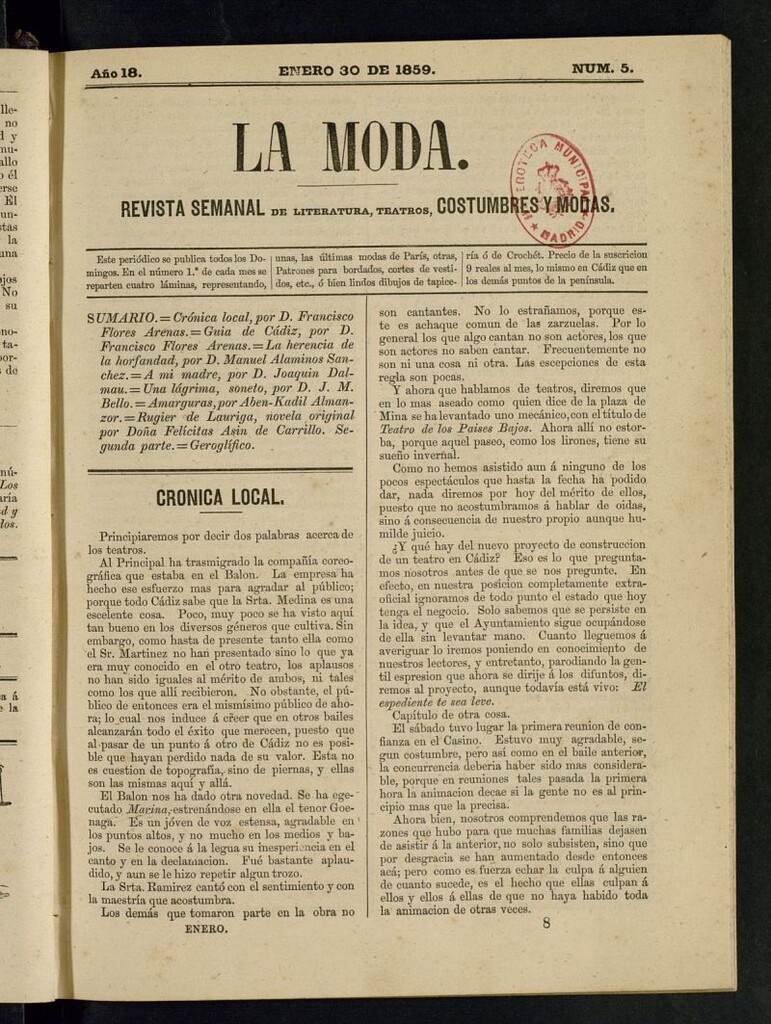 Año 18.
ENERO 30 DE 1859.
NUM. 5.
LA MODA.
REVISTA SEMANAL DE LITERATURA, TEATROS, COSTUMBRES Y MODAS.
HEMEROTECA MUNICIPAL
★ MADRID ★
Este periódico se publica todos los Do-
mingos. En el número 1.º de cada mes se
reparten cuatro láminas, representando,
unas, las últimas modas de París, otras,
Patrones para bordados, cortes de vesti-
dos, etc., ó bien lindos dibujos de tapice-
ría ó de Crochét. Precio de la suscricion
9 reales al mes, lo mismo en Cádiz que en
los demás puntos de la península.
SUMARIO.=Crónica local, por D. Francisco
Flores Arenas.=Guia de Cádiz, por D.
Francisco Flores Arenas.=La herencia de
la horfandad, por D. Manuel Alaminos San-
chez.=A mi madre, por D. Joaquin Dal-
mau.=Una lágrima, soneto, por D. J. M.
Bello.=Amarguras, por Aben-Kadil Alman-
zor.=Rugier de Lauriga, novela original
por Doña Felícitas Asin de Carrillo. Se-
gunda parte.=Geroglífico.
CRONICA LOCAL.
Principiaremos por decir dos palabras acerca de
los teatros.
Al Principal ha trasmigrado la compañía coreo-
gráfica que estaba en el Balon. La empresa ha
hecho ese esfuerzo mas para agradar al público;
porque todo Cádiz sabe que la Srta. Medina es una
escelente cosa. Poco, muy poco se ha visto aquí
tan bueno en los diversos géneros que cultiva. Sin
embargo, como hasta de presente tanto ella como
el Sr. Martinez no han presentado sino lo que ya
era muy conocido en el otro teatro, los aplausos
no han sido iguales al mérito de ambos, ni tales
como los que allí recibieron. No obstante, el pú-
blico de entonces era el mismísimo público de aho-
ra; lo cual nos induce á creer que en otros bailes
alcanzarán todo el éxito que merecen, puesto que
al pasar de un punto á otro de Cádiz no es posi-
ble que hayan perdido nada de su valor. Esta no
es cuestion de topografía, sino de piernas, y ellas
son las mismas aquí y allá.
El Balon nos ha dado otra novedad. Se ha ege-
cutado Marina, estrenándose en ella el tenor Goe-
naga. Es un jóven de voz estensa, agradable en
los puntos altos, y no mucho en los medios y ba-
jos. Se le conoce á la legua su inesperiencia en el
canto y en la declamacion. Fué bastante aplau-
dido, y aun se le hizo repetir algun trozo.
La Srta. Ramirez cantó con el sentimiento y con
la maestría que acostumbra.
Los demás que tomaron parte en la obra no
ENERO.
son cantantes. No lo estrañamos, porque es-
te es achaque comun de las zarzuelas. Por lo
general los que algo cantan no son actores, los que
son actores no saben cantar. Frecuentemente no
son ni una cosa ni otra. Las escepciones de esta
regla son pocas.
Y ahora que hablamos de teatros, diremos que
en lo mas aseado como quien dice de la plaza de
Mina se ha levantado uno mecánico, con el título de
Teatro de los Paises Bajos. Ahora allí no estor-
ba, porque aquel paseo, como los lirones, tiene su
sueño invernal.
Como no hemos asistido aun á ninguno de los
pocos espectáculos que hasta la fecha ha podido
dar, nada diremos por hoy del mérito de ellos,
puesto que no acostumbramos á hablar de oidas,
sino á consecuencia de nuestro propio aunque hu-
milde juicio.
¿Y qué hay del nuevo proyecto de construccion
de un teatro en Cádiz? Eso es lo que pregunta-
mos nosotros antes de que se nos pregunte. En
efecto, en nuestra posicion completamente extra-
oficial ignoramos de todo punto el estado que hoy
tenga el negocio. Solo sabemos que se persiste en
la idea, y que el Ayuntamiento sigue ocupándose
de ella sin levantar mano. Cuanto lleguemos á
averiguar lo iremos poniendo en conocimiento de
nuestros lectores, y entretanto, parodiando la gen-
til espresion que ahora se dirije á los difuntos, di-
remos al proyecto, aunque todavía está vivo: El
espediente te sea leve.
Capítulo de otra cosa.
El sábado tuvo lugar la primera reunion de con-
fianza en el Casino. Estuvo muy agradable, se-
gun costumbre, pero así como en el baile anterior,
la concurrencia deberia haber sido mas considera-
ble, porque en reuniones tales pasada la primera
hora la animacion decae si la gente no es al prin-
cipio mas que la precisa.
Ahora bien, nosotros comprendemos que las ra-
zones que hubo para que muchas familias dejasen
de asistir á la anterior, no solo subsisten, sino que
por desgracia se han aumentado desde entonces
acá; pero como es fuerza echar la culpa á alguien
de cuanto sucede, es el hecho que ellas culpan á
ellos y ellos á ellas de que no haya habido toda
la animacion de otras veces.
8